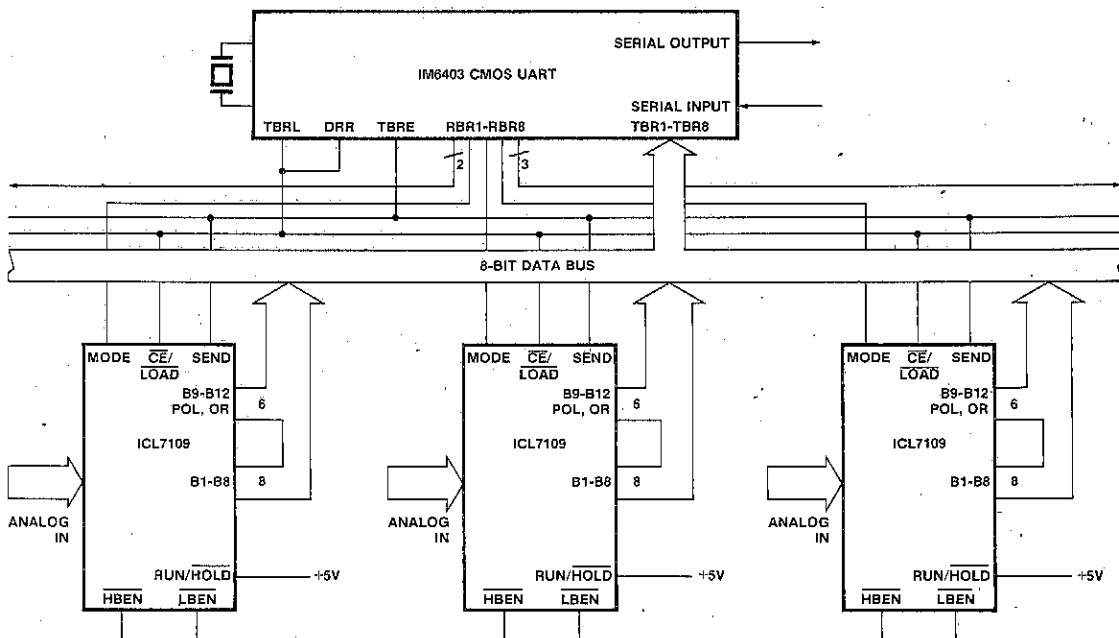 SERIAL OUTPUT
IM6403 CMOS UART
SERIAL INPUT
TBRL DRR TBRE RBR1-RBR8 TBR1-TBR8
2 3
8-BIT DATA BUS
MODE CE/ SEND
LOAD
B9-B12
POL, OR 6
ICL7109
B1-B8 8
ANALOG
IN
RUN/HOLD +5V
HBEN LBEN
MODE CE/ SEND
LOAD
B9-B12
POL, OR 6
ICL7109
B1-B8 8
ANALOG
IN
RUN/HOLD +5V
HBEN LBEN
MODE CE/ SEND
LOAD
B9-B12
POL, OR 6
ICL7109
B1-B8 8
ANALOG
IN
RUN/HOLD +5V
HBEN LBEN